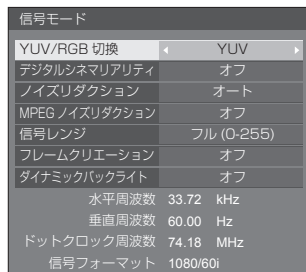 信号モード
YUV/RGB 切換 YUV
デジタルシネマリアリティ オフ
ノイズリダクション オート
MPEG ノイズリダクション オフ
信号レンジ フル (0-255)
フレームクリエーション オフ
ダイナミックバックライト オフ
水平周波数 33.72 kHz
垂直周波数 60.00 Hz
ドットクロック周波数 74.18 MHz
信号フォーマット 1080/60i